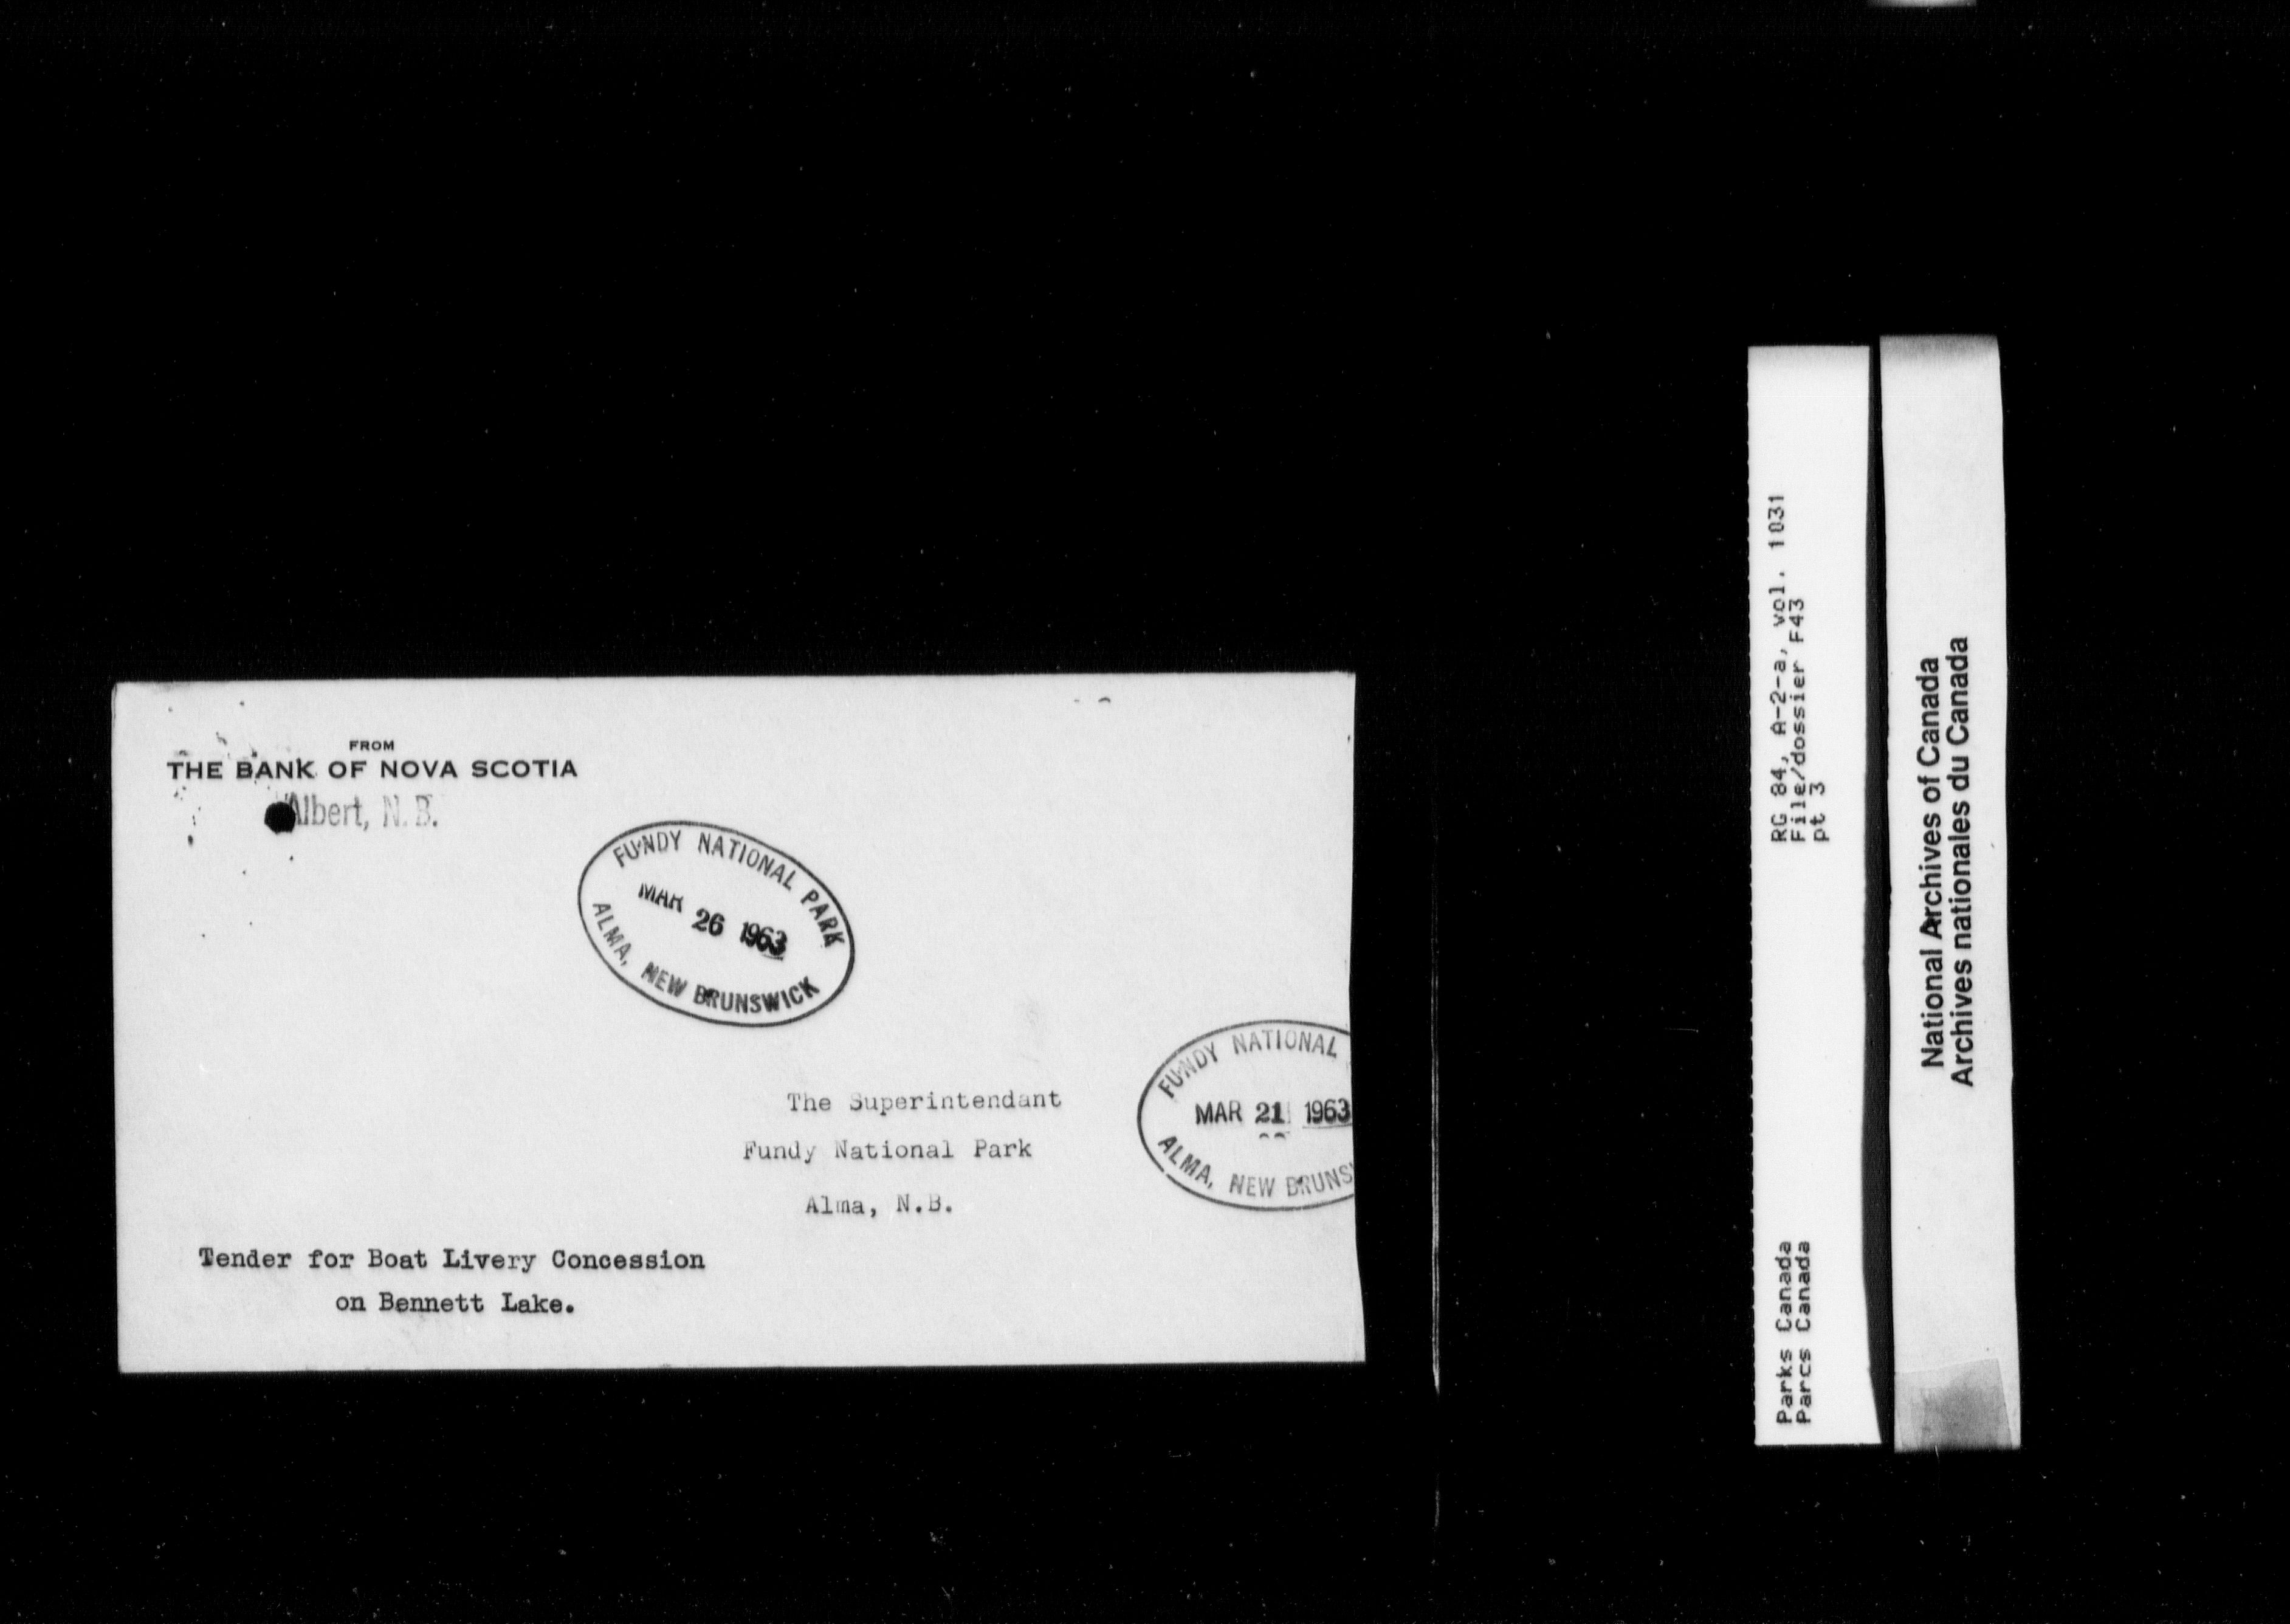 FROM
THE BANK OF NOVA SCOTIA
Albert, N.B.
FUNDY NATIONAL PARK
MAR 26 1963
ALMA, NEW BRUNSWICK
FUNDY NATIONAL
MAR 21 1963
ALMA, NEW BRUNS
The Superintendant
Fundy National Park
Alma, N.B.
Tender for Boat Livery Concession
on Bennett Lake.
RG 84, A-2-a, vol. 1031
File/dossier F43
pt 3
Parks Canada
Parcs Canada
National Archives of Canada
Archives nationales du Canada